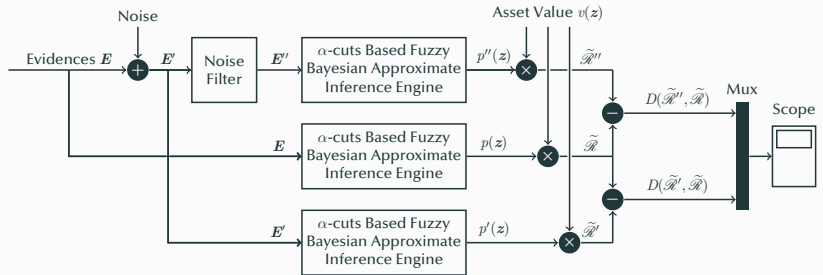 Noise
Asset Value v(z)
Evidences E
E′
Noise
Filter
E″
α-cuts Based Fuzzy
Bayesian Approximate
Inference Engine
p″(z)
ℛ̃″
D(ℛ̃″, ℛ̃)
Mux
Scope
E
α-cuts Based Fuzzy
Bayesian Approximate
Inference Engine
p(z)
ℛ̃
D(ℛ̃′, ℛ̃)
E′
α-cuts Based Fuzzy
Bayesian Approximate
Inference Engine
p′(z)
ℛ̃′